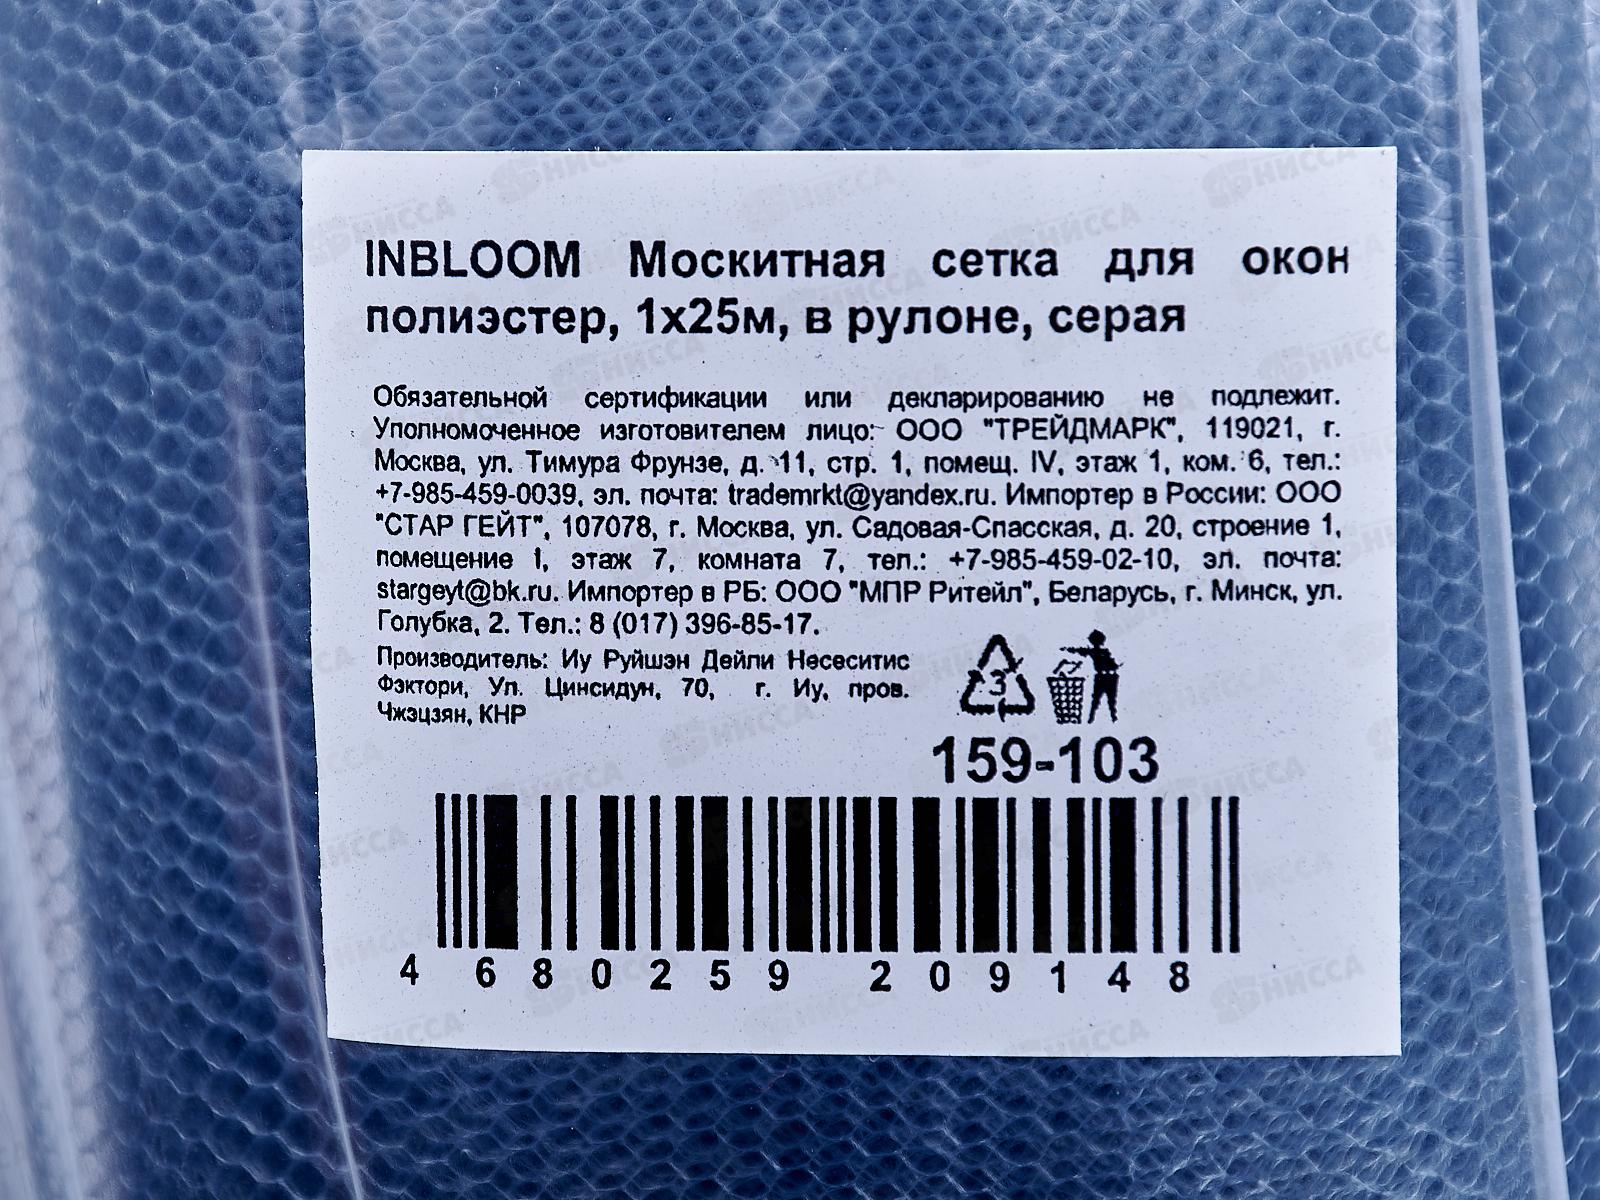 INBLOOM Москитная сетка для окон
полиэстер, 1х25м, в рулоне, серая
Обязательной сертификации или декларированию не подлежит.
Уполномоченное изготовителем лицо: ООО "ТРЕЙДМАРК", 119021, г.
Москва, ул. Тимура Фрунзе, д. 11, стр. 1, помещ. IV, этаж 1, ком. 6, тел.:
+7-985-459-0039, эл. почта: trademrkt@yandex.ru. Импортер в России: ООО
"СТАР ГЕЙТ", 107078, г. Москва, ул. Садовая-Спасская, д. 20, строение 1,
помещение I, этаж 7, комната 7, тел.: +7-985-459-02-10, эл. почта:
stargeyt@bk.ru. Импортер в РБ: ООО "МПР Ритейл", Беларусь, г. Минск, ул.
Голубка, 2. Тел.: 8 (017) 396-85-17.
Производитель: Иу Руйшэн Дейли Несеситис
Фэктори, Ул. Цинсидун, 70, г. Иу, пров.
Чжэцзян, КНР
3
159-103
4 680259 209148
НИССА